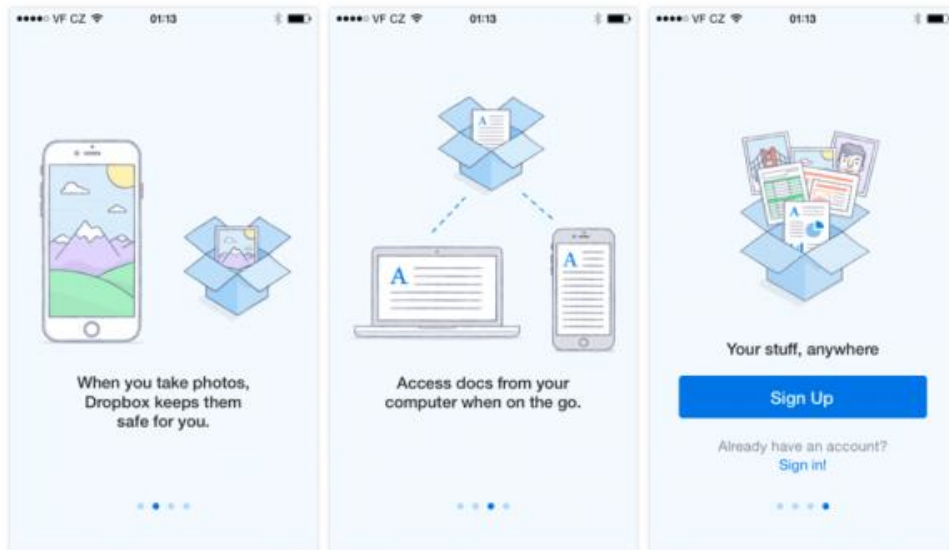 VF CZ 01:13
When you take photos,
Dropbox keeps them
safe for you.
VF CZ 01:13
A
A
A
Access docs from your
computer when on the go.
VF CZ 01:13
A
Your stuff, anywhere
Sign Up
Already have an account?
Sign in!